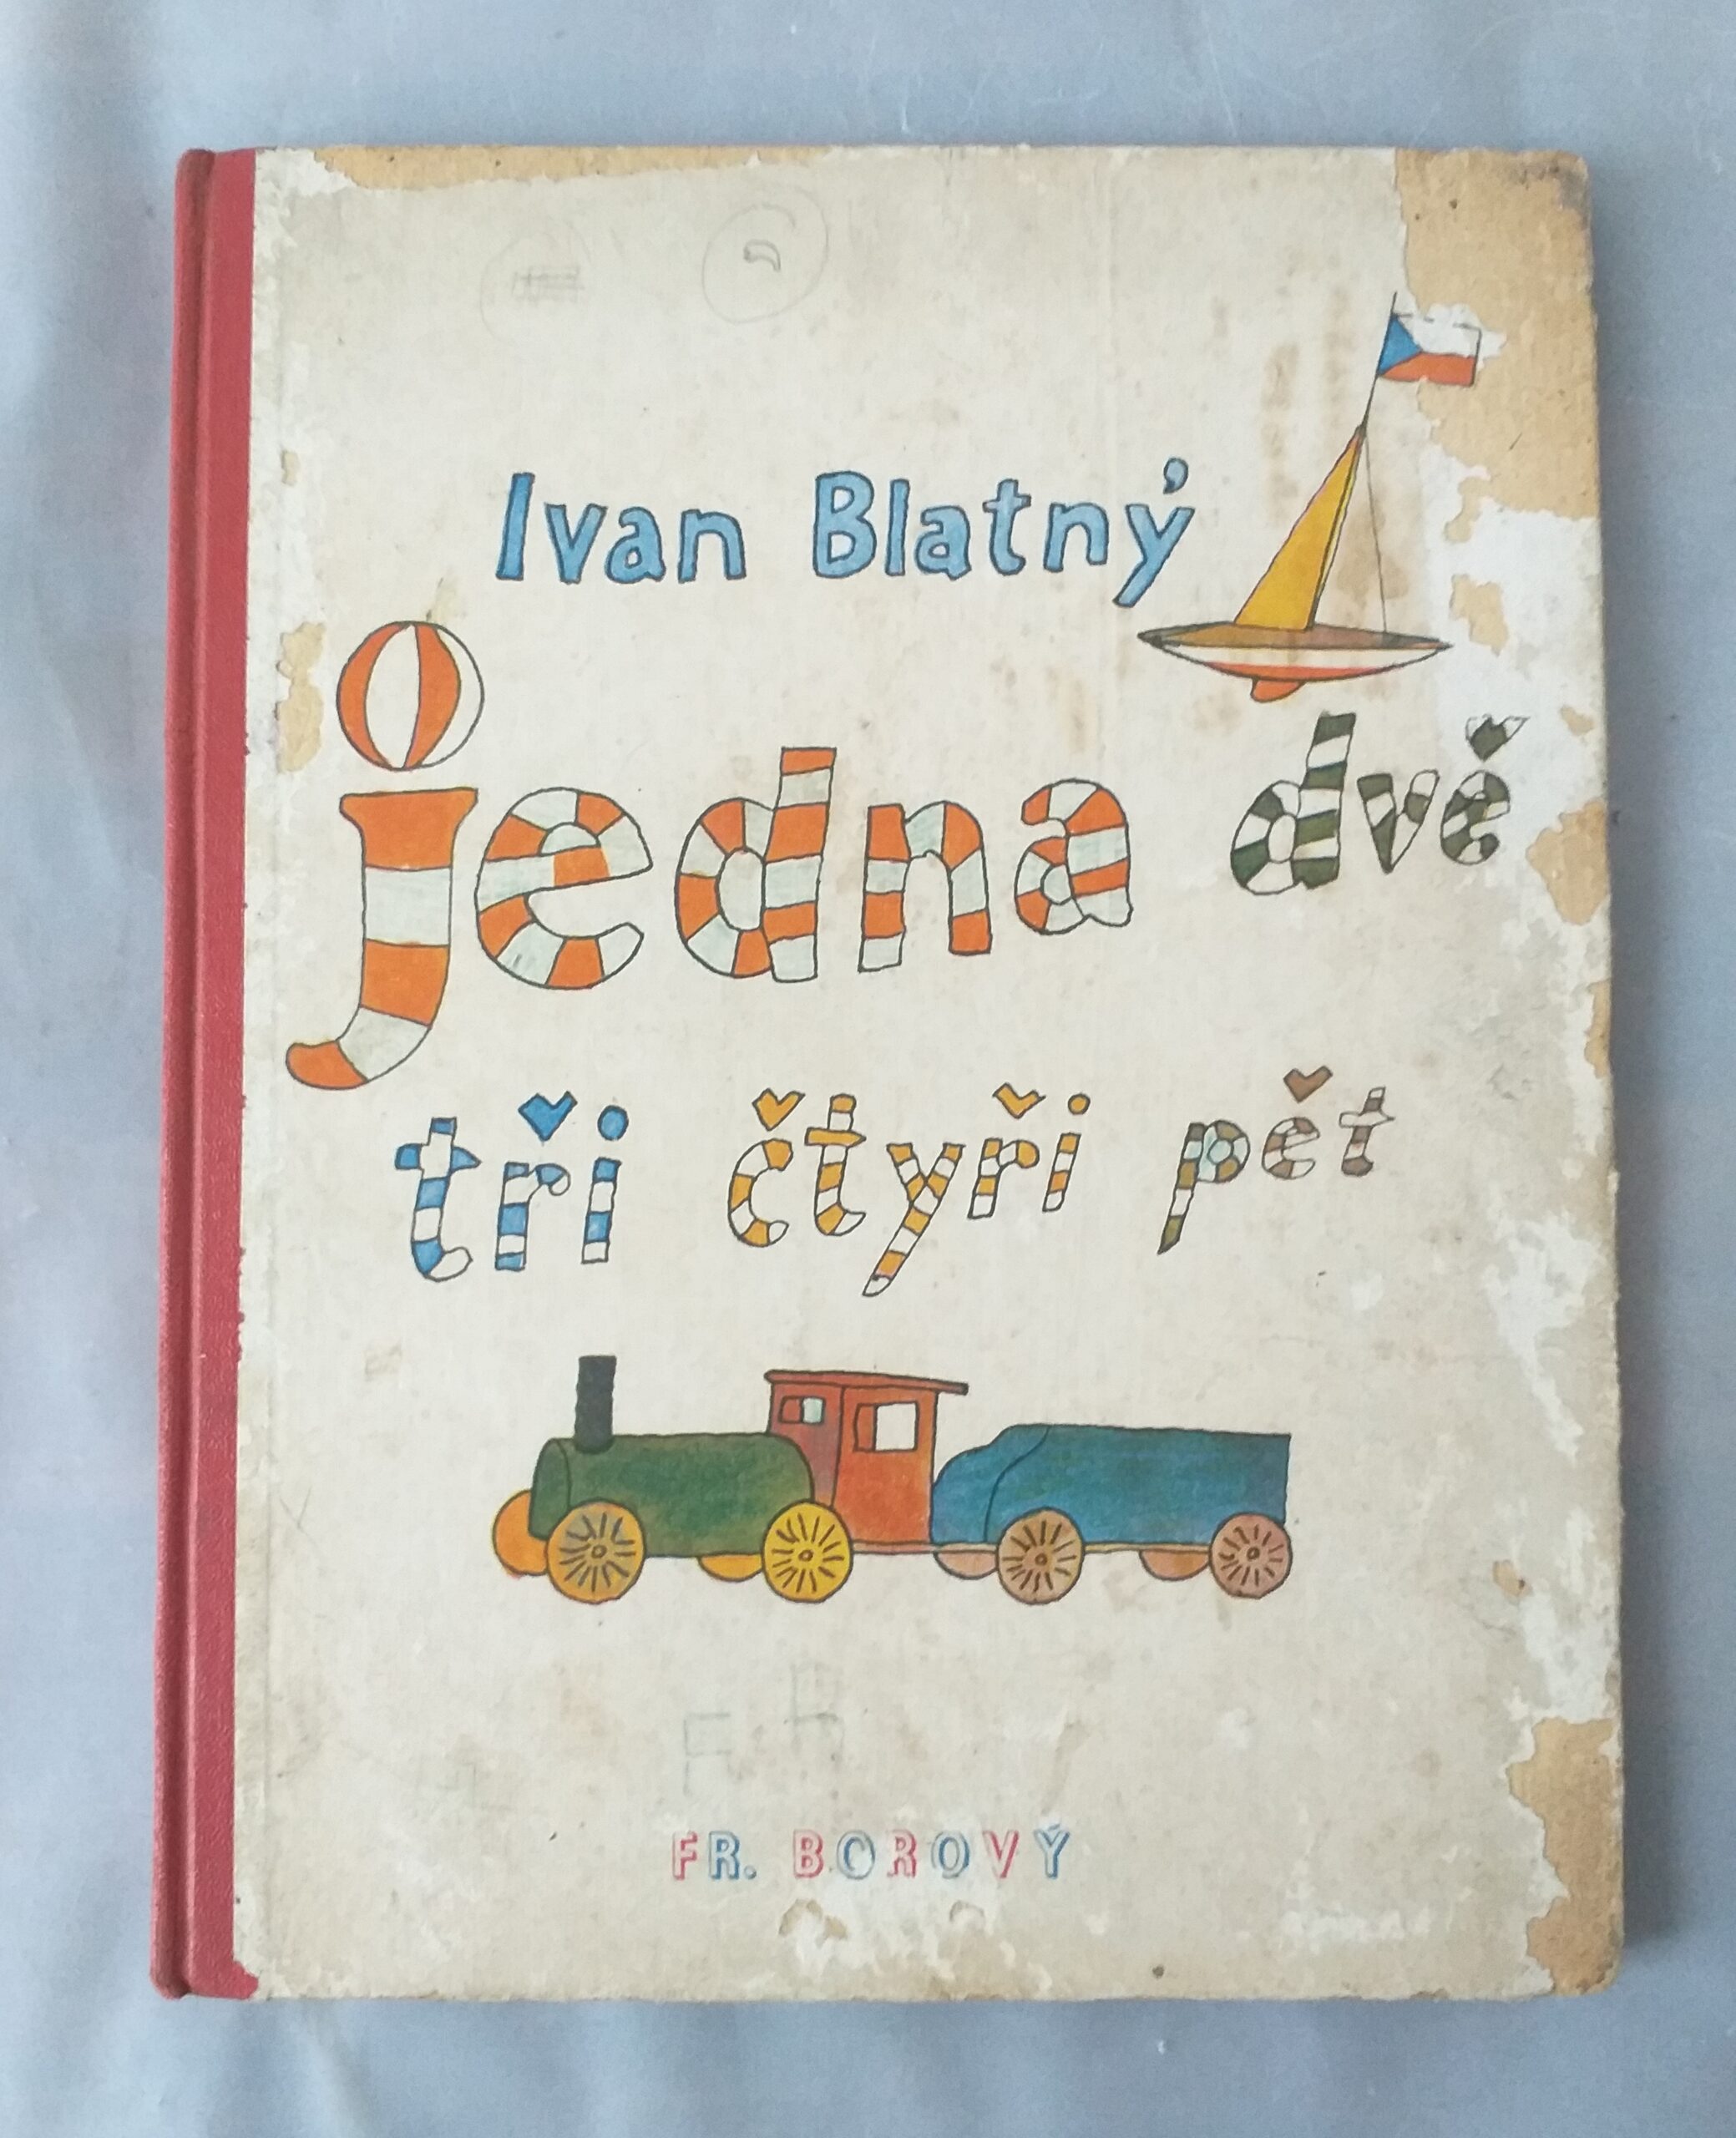 Ivan Blatný
jedna dvě
tři čtyři pět
FR. BOROVÝ